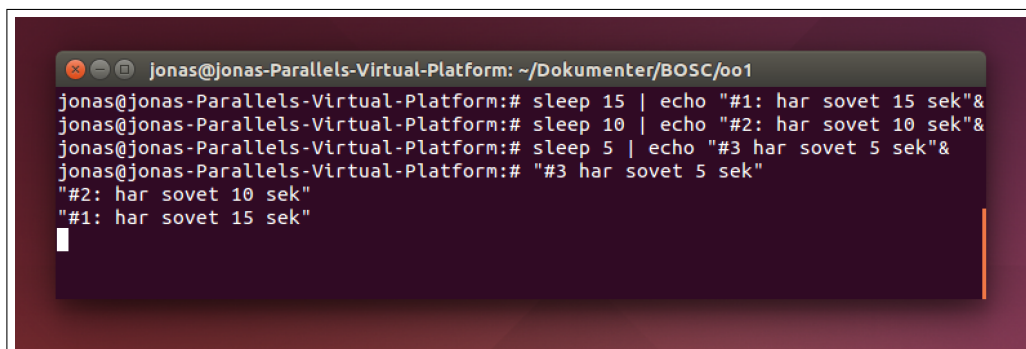 jonas@jonas-Parallels-Virtual-Platform: ~/Dokumenter/BOSC/oo1
jonas@jonas-Parallels-Virtual-Platform:# sleep 15 | echo "#1: har sovet 15 sek"&
jonas@jonas-Parallels-Virtual-Platform:# sleep 10 | echo "#2: har sovet 10 sek"&
jonas@jonas-Parallels-Virtual-Platform:# sleep 5 | echo "#3 har sovet 5 sek"&
jonas@jonas-Parallels-Virtual-Platform:# "#3 har sovet 5 sek"
"#2: har sovet 10 sek"
"#1: har sovet 15 sek"